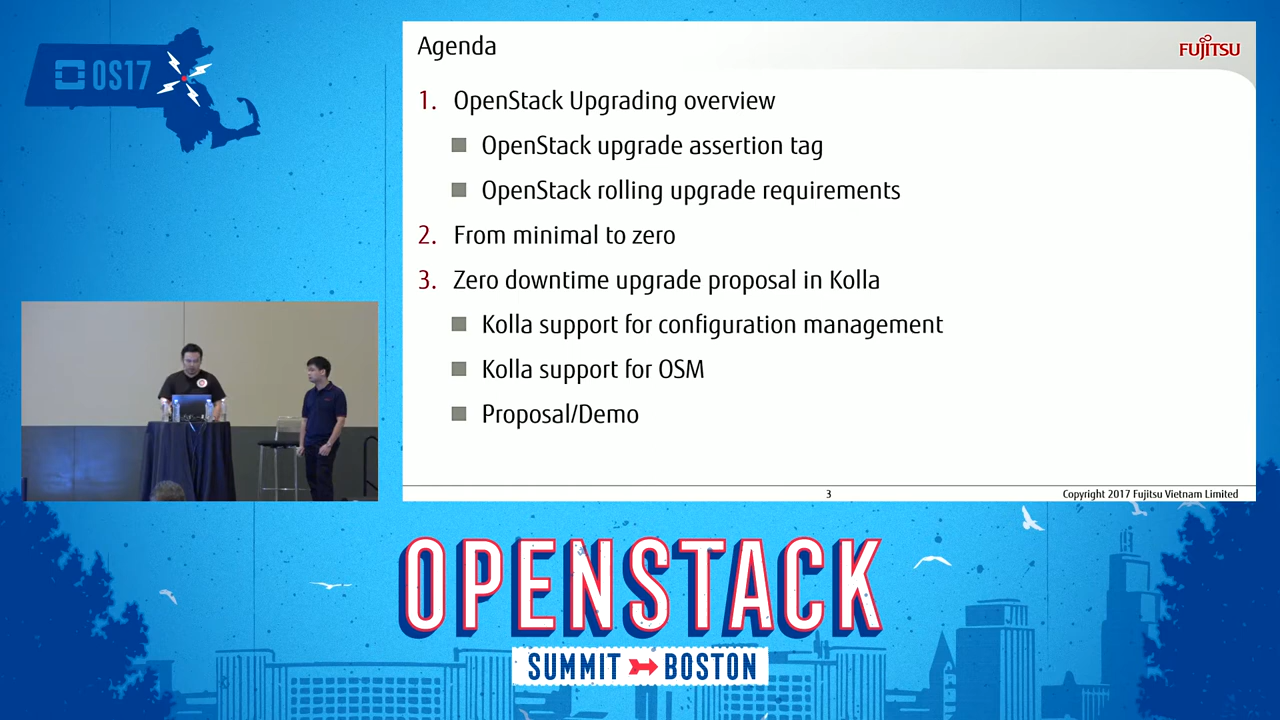 OS17
Agenda
FUJITSU
1. OpenStack Upgrading overview
OpenStack upgrade assertion tag
OpenStack rolling upgrade requirements
2. From minimal to zero
3. Zero downtime upgrade proposal in Kolla
Kolla support for configuration management
Kolla support for OSM
Proposal/Demo
3
Copyright 2017 Fujitsu Vietnam Limited
OPENSTACK
SUMMIT BOSTON